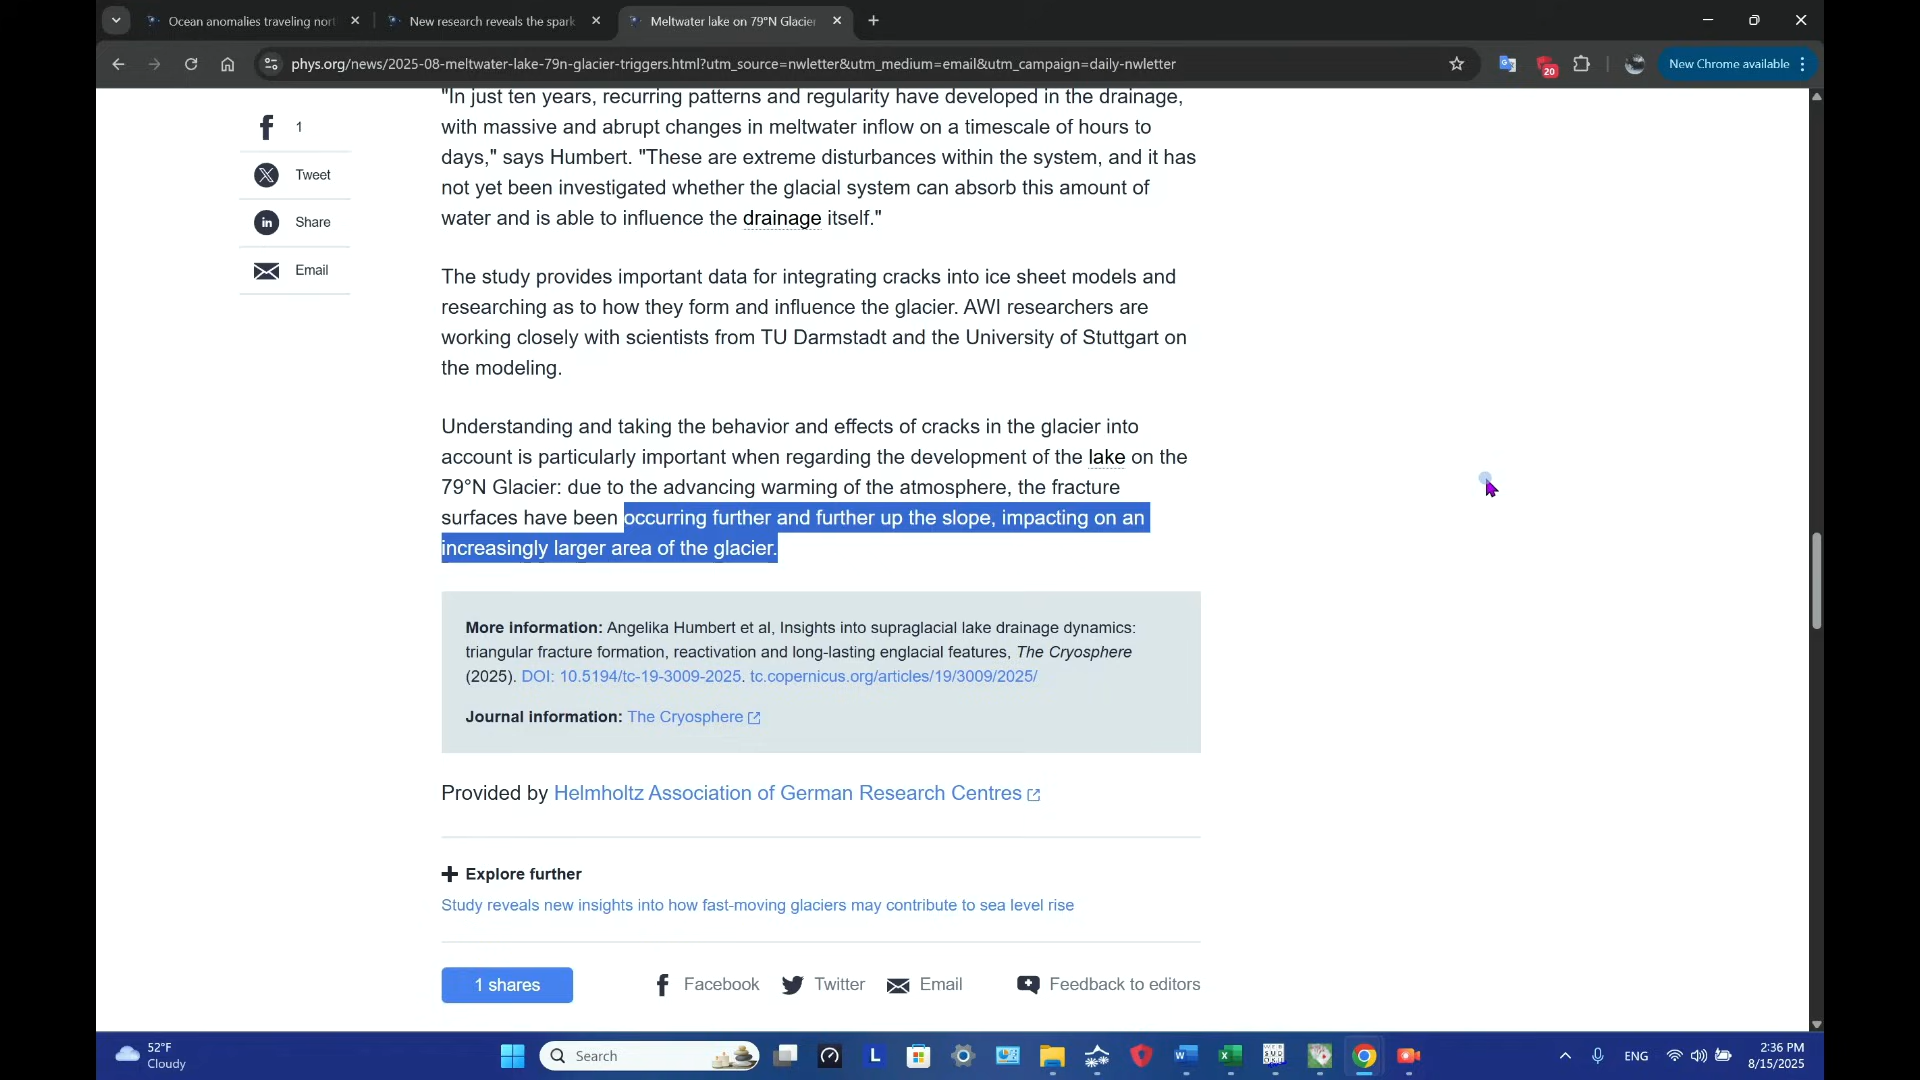 Ocean anomalies traveling nort
New research reveals the spark
Meltwater lake on 79°N Glacier
phys.org/news/2025-08-meltwater-lake-79n-glacier-triggers.html?utm_source=nwletter&utm_medium=email&utm_campaign=daily-nwletter
20
New Chrome available
1
Tweet
in
Share
Email
"In just ten years, recurring patterns and regularity have developed in the drainage,
with massive and abrupt changes in meltwater inflow on a timescale of hours to
days," says Humbert. "These are extreme disturbances within the system, and it has
not yet been investigated whether the glacial system can absorb this amount of
water and is able to influence the drainage itself."
The study provides important data for integrating cracks into ice sheet models and
researching as to how they form and influence the glacier. AWI researchers are
working closely with scientists from TU Darmstadt and the University of Stuttgart on
the modeling.
Understanding and taking the behavior and effects of cracks in the glacier into
account is particularly important when regarding the development of the lake on the
79°N Glacier: due to the advancing warming of the atmosphere, the fracture
surfaces have been occurring further and further up the slope, impacting on an
increasingly larger area of the glacier.
More information: Angelika Humbert et al, Insights into supraglacial lake drainage dynamics:
triangular fracture formation, reactivation and long-lasting englacial features, The Cryosphere
(2025). DOI: 10.5194/tc-19-3009-2025. tc.copernicus.org/articles/19/3009/2025/
Journal information: The Cryosphere
Provided by Helmholtz Association of German Research Centres
Explore further
Study reveals new insights into how fast-moving glaciers may contribute to sea level rise
1 shares
Facebook
Twitter
Email
Feedback to editors
52°F
Cloudy
Search
L
ENG
2:36 PM
8/15/2025